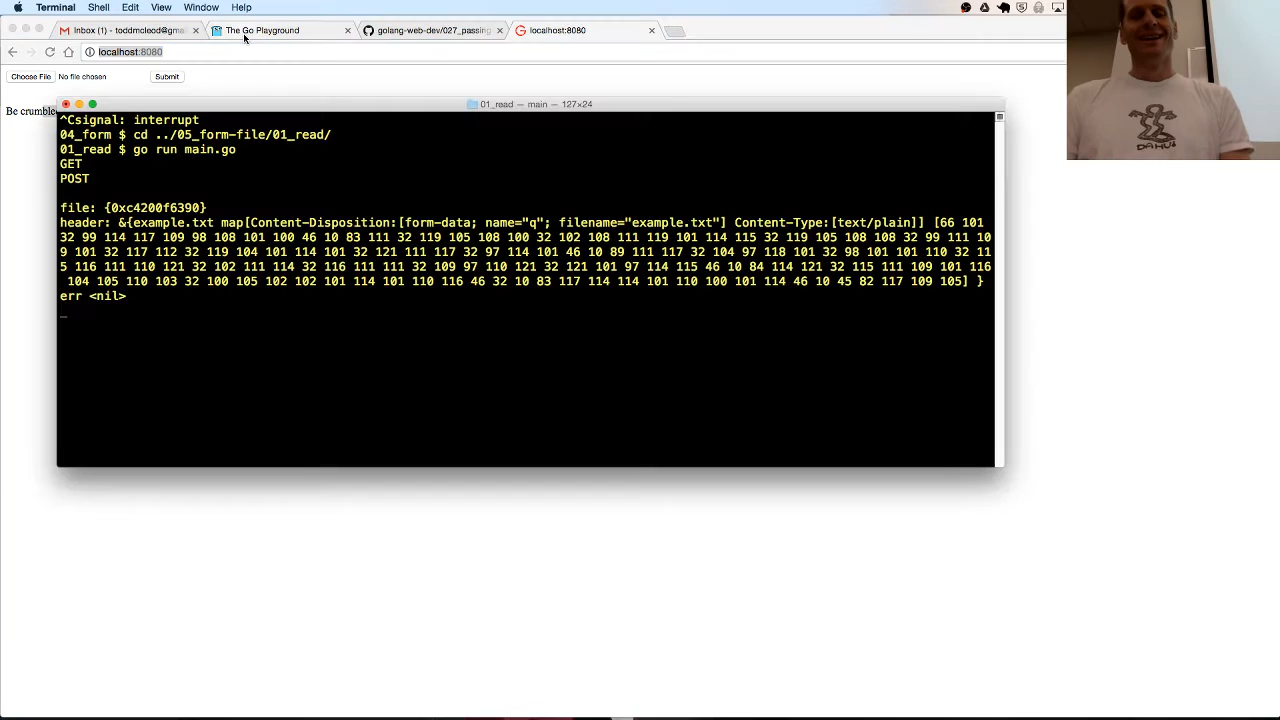 Terminal Shell Edit View Window Help
Inbox (1) - toddmcleod@gmai
The Go Playground
golang-web-dev/027_passing
localhost:8080
localhost:8080
Choose File No file chosen Submit
Be crumble
01_read — main — 127×24
^Csignal: interrupt
04_form $ cd ../05_form-file/01_read/
01_read $ go run main.go
GET
POST
file: {0xc4200f6390}
header: &{example.txt map[Content-Disposition:[form-data; name="q"; filename="example.txt"] Content-Type:[text/plain]] [66 101
32 99 114 117 109 98 108 101 100 46 10 83 111 32 119 105 108 100 32 102 108 111 119 101 114 115 32 119 105 108 108 32 99 111 10
9 101 32 117 112 32 119 104 101 114 101 32 121 111 117 32 97 114 101 46 10 89 111 117 32 104 97 118 101 32 98 101 101 110 32 11
5 116 111 110 121 32 102 111 114 32 116 111 111 32 109 97 110 121 32 121 101 97 114 115 46 10 84 114 121 32 115 111 109 101 116
104 105 110 103 32 100 105 102 102 101 114 101 110 116 46 32 10 83 117 114 114 101 110 100 101 114 46 10 45 82 117 109 105] }
err <nil>
DAHUI